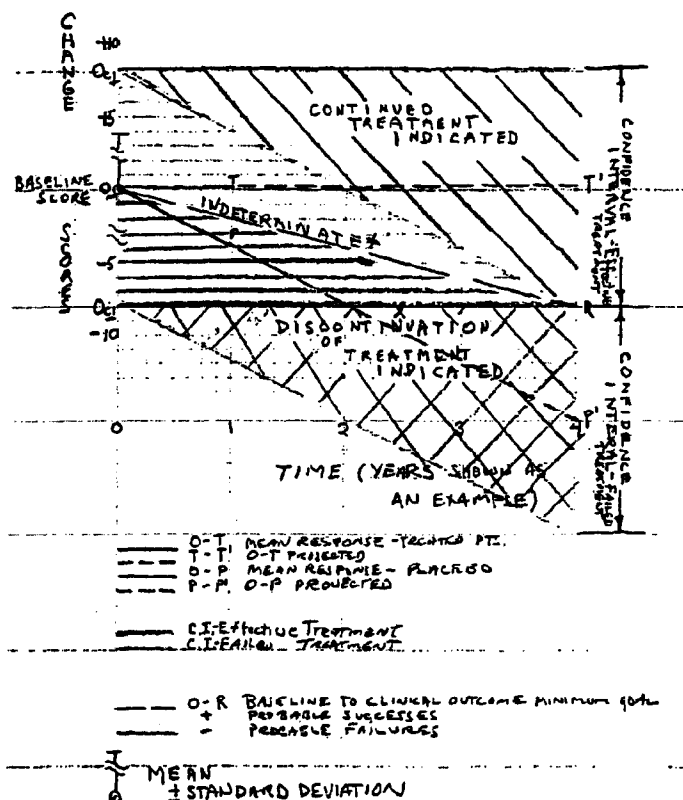 CHANGE
SCORES
+10
+5
BASELINE
SCORE
-5
-10
CONTINUED
TREATMENT
INDICATED
INDETERMINATE
DISCONTINUATION
OF
TREATMENT
INDICATED
T
T'
P
R
P'
CONFIDENCE
INTERVAL-Effective
TREATMENT
CONFIDENCE
INTERVAL-FAILED
TREATMENT
0 1 2 3 4
TIME (YEARS SHOWN AS
AN EXAMPLE)
O-T MEAN RESPONSE-TREATED PTS.
T-T' O-T PROJECTED
O-P MEAN RESPONSE- PLACEBO
P-P' O-P PROJECTED
C.I-Effective Treatment
C.I-Failed TREATMENT
O-R BASELINE TO CLINICAL OUTCOME MINIMUM goal
+ PROBABLE SUCCESSES
- PROBABLE FAILURES
MEAN
± STANDARD DEVIATION